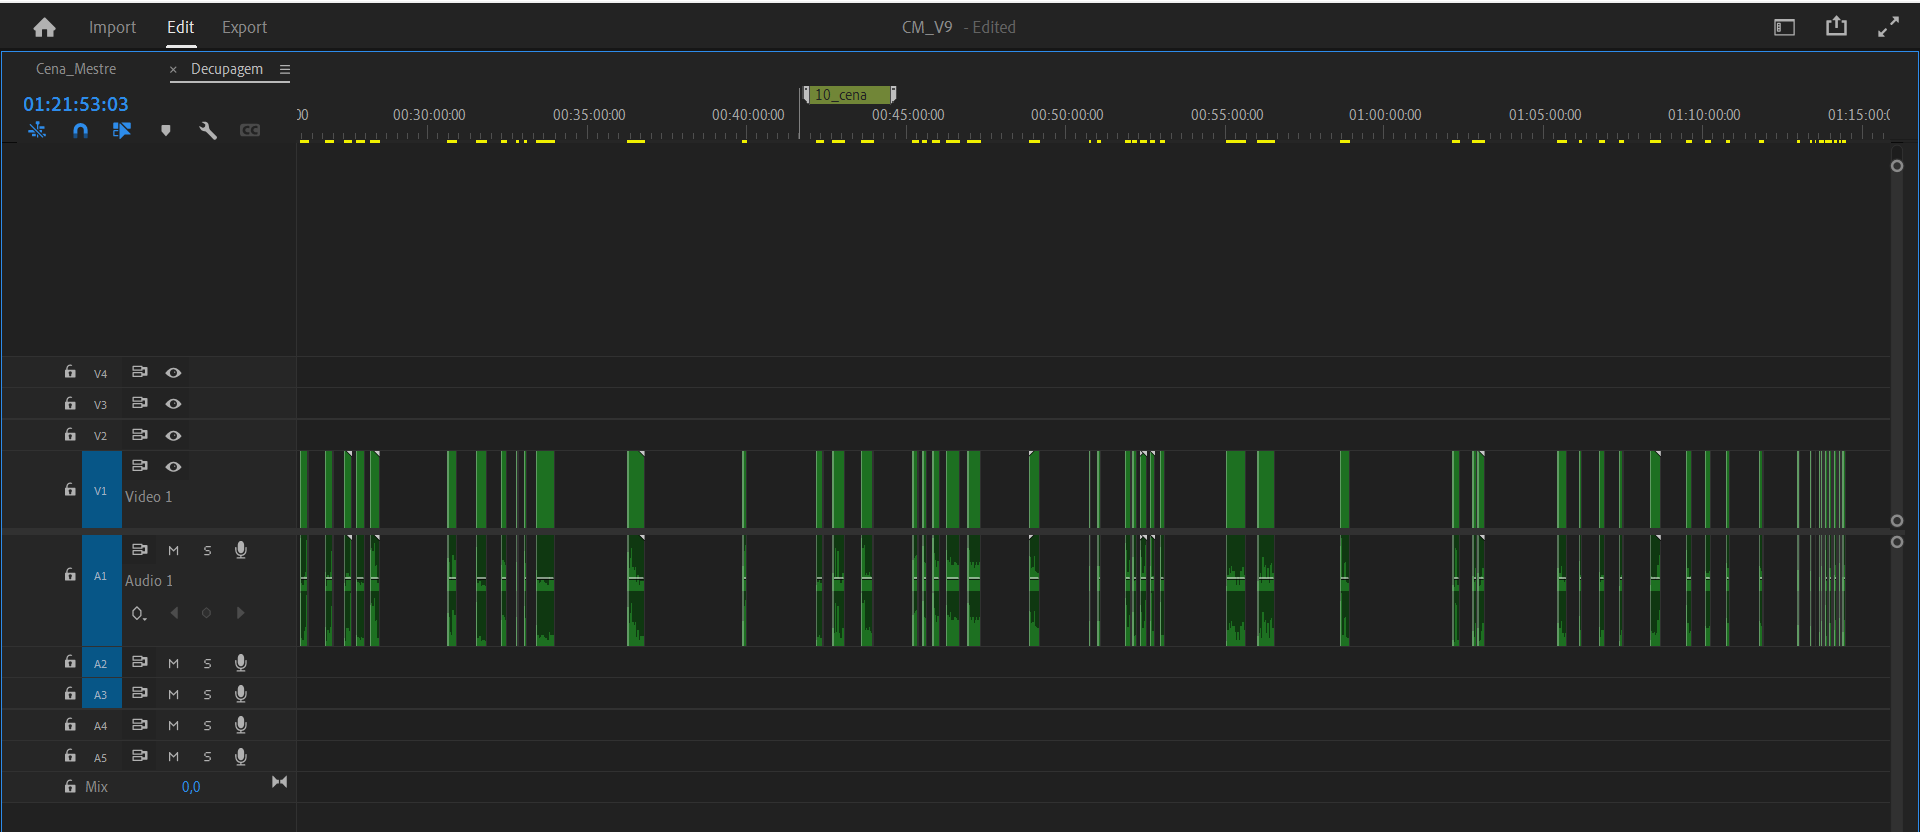 Import Edit Export CM_V9 - Edited
Cena_Mestre × Decupagem
01:21:53:03
10_cena
00 00:30:00:00 00:35:00:00 00:40:00:00 00:45:00:00 00:50:00:00 00:55:00:00 01:00:00:00 01:05:00:00 01:10:00:00 01:15:00:0
CC
V4
V3
V2
V1
Video 1
M S
A1
Audio 1
A2 M S
A3 M S
A4 M S
A5 M S
Mix 0,0